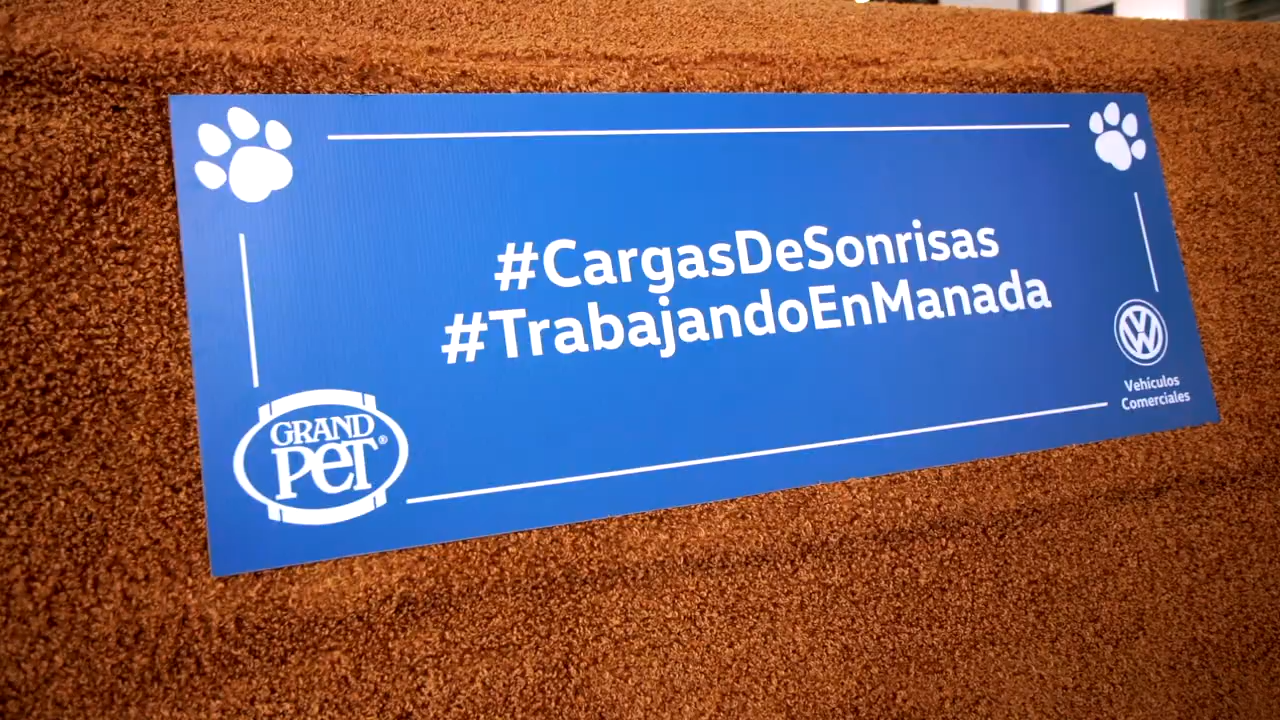 #CargasDeSonrisas
#TrabajandoEnManada
GRAND
PET®
Vehículos
Comerciales